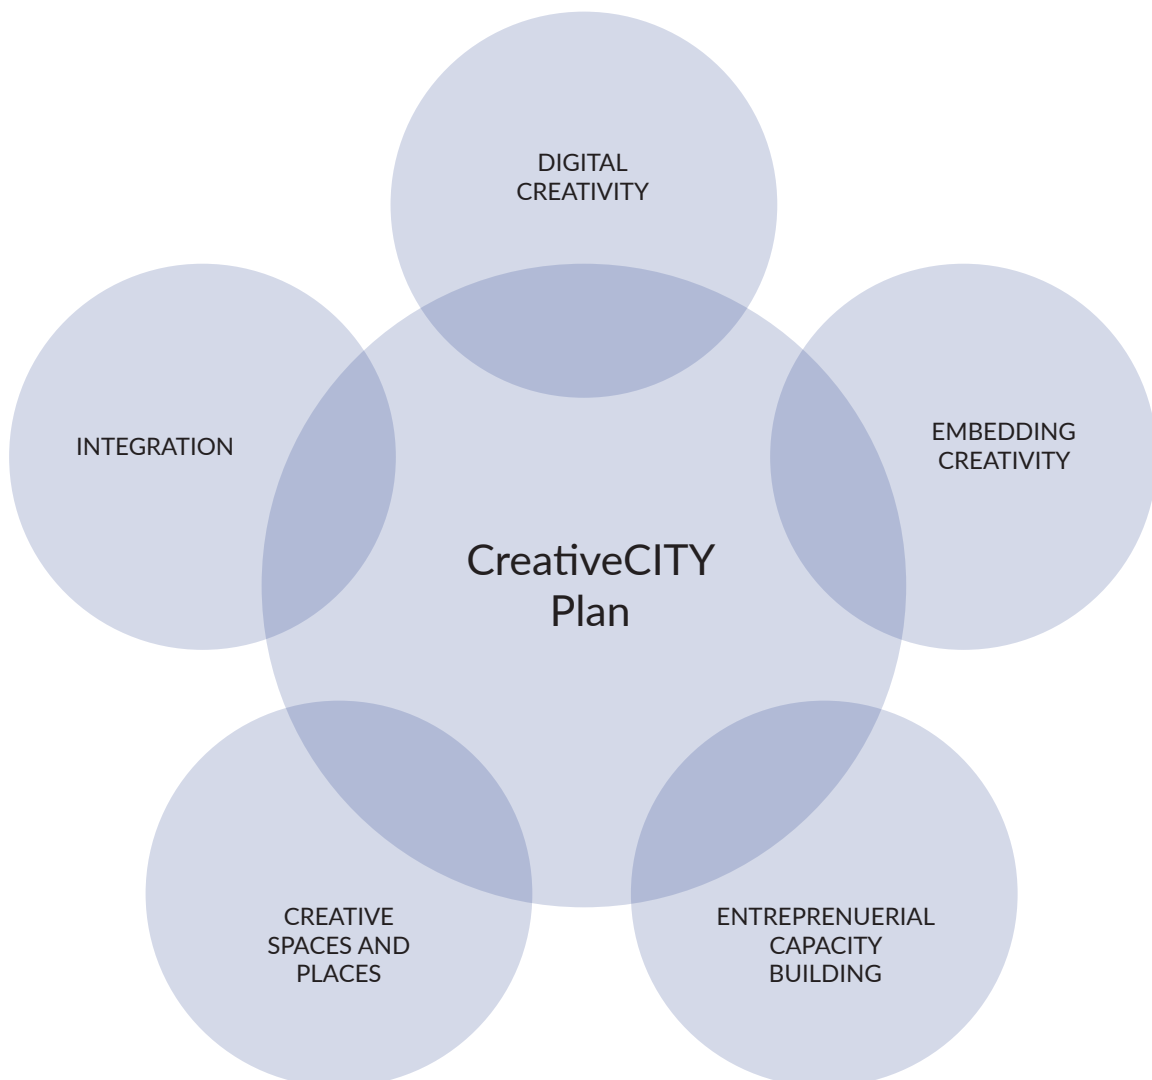 DIGITAL
CREATIVITY
INTEGRATION
EMBEDDING
CREATIVITY
CreativeCITY
Plan
CREATIVE
SPACES AND
PLACES
ENTREPRENUERIAL
CAPACITY
BUILDING